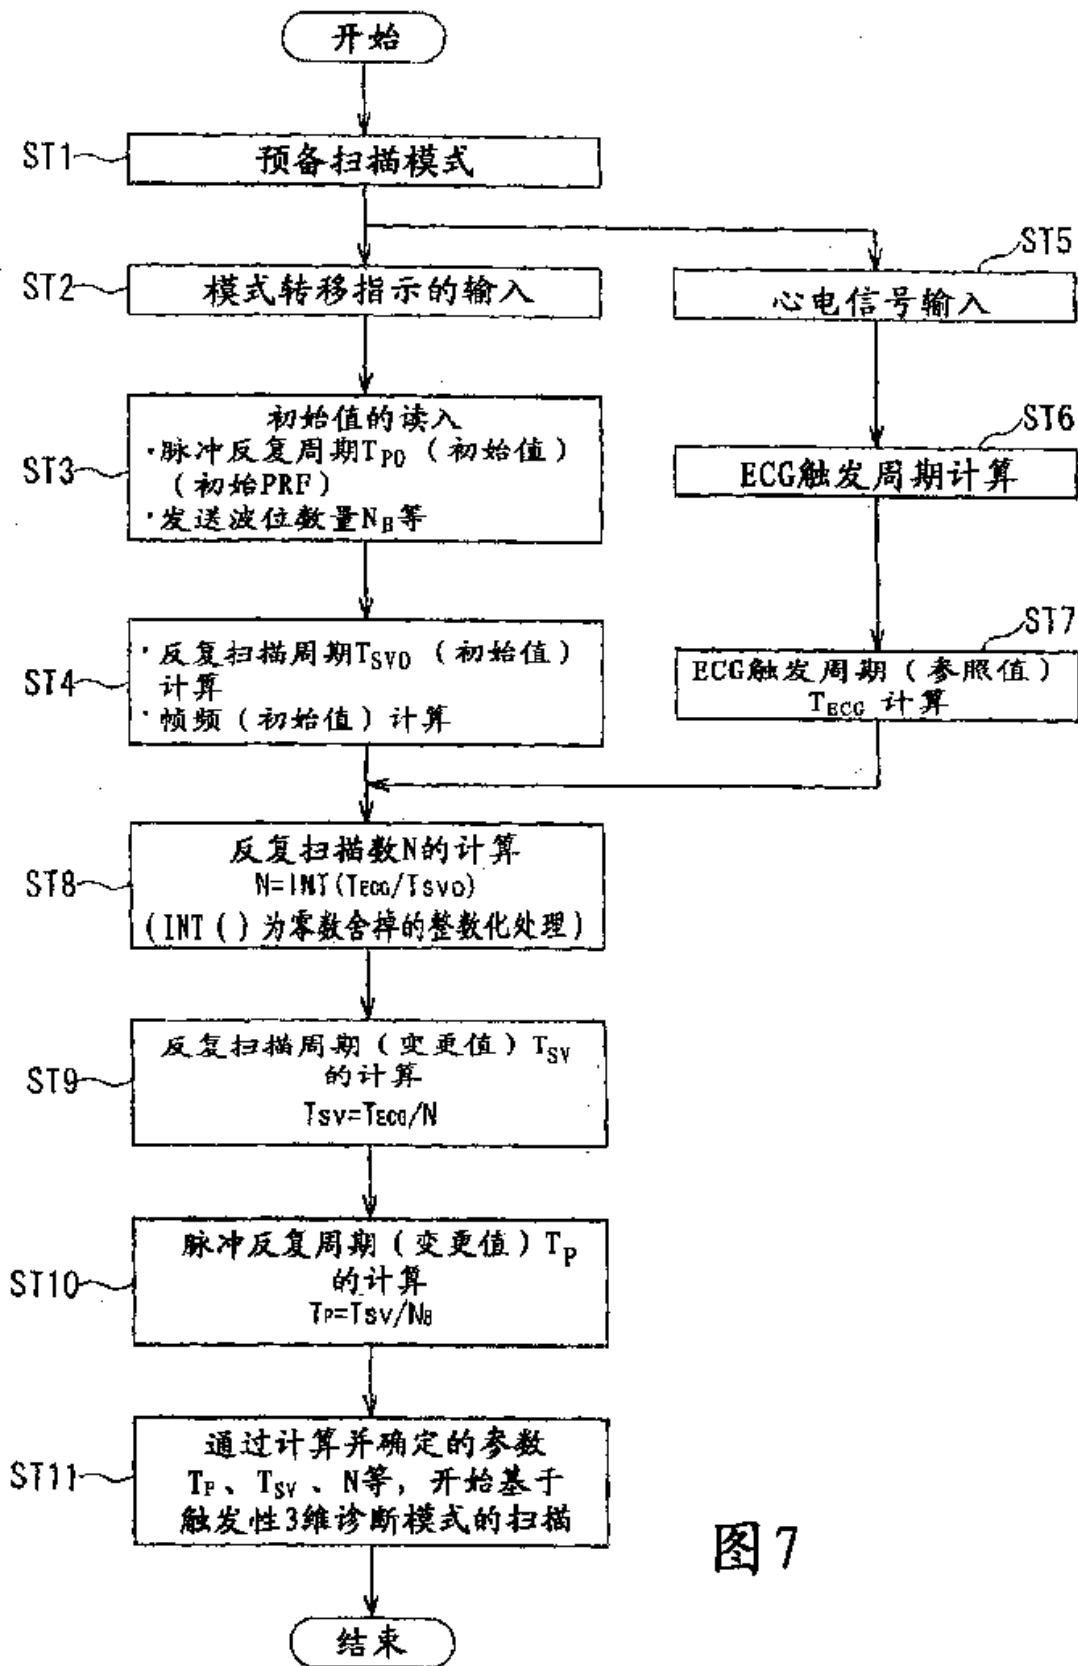 开始
ST1
预备扫描模式
ST2
模式转移指示的输入
ST5
心电信号输入
ST3
初始值的读入
·脉冲反复周期TP0（初始值）
（初始PRF）
·发送波位数量NB等
ST6
ECG触发周期计算
ST4
·反复扫描周期TSV0（初始值）
计算
·帧频（初始值）计算
ST7
ECG触发周期（参照值）
TECG 计算
ST8
反复扫描数N的计算
N=INT(TECG/TSV0)
(INT()为零数舍掉的整数化处理)
ST9
反复扫描周期（变更值）TSV
的计算
TSV=TECG/N
ST10
脉冲反复周期（变更值）TP
的计算
TP=TSV/NB
ST11
通过计算并确定的参数
TP、TSV、N等，开始基于
触发性3维诊断模式的扫描
结束
图7